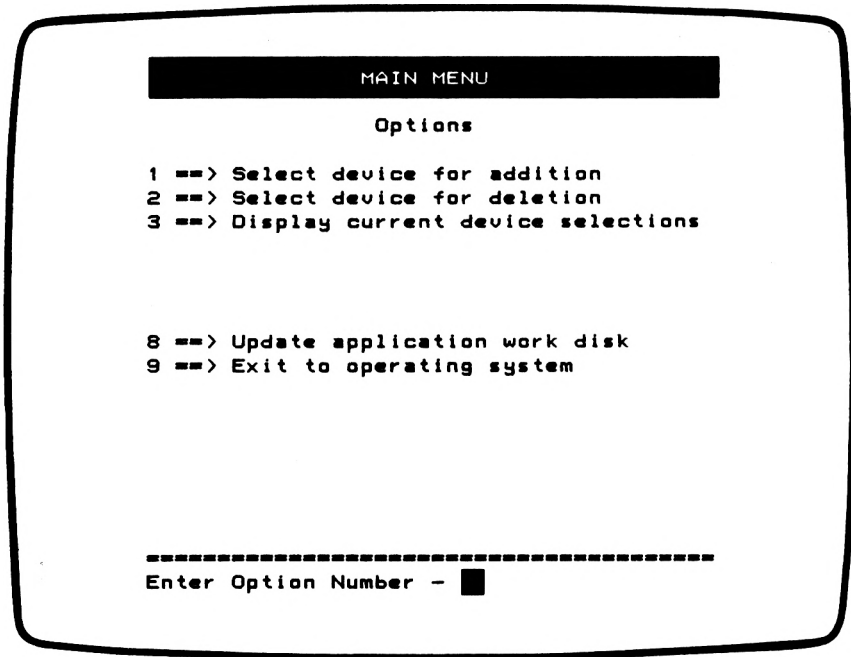 MAIN MENU
Options
1 ==> Select device for addition
2 ==> Select device for deletion
3 ==> Display current device selections
8 ==> Update application work disk
9 ==> Exit to operating system
========================================
Enter Option Number -